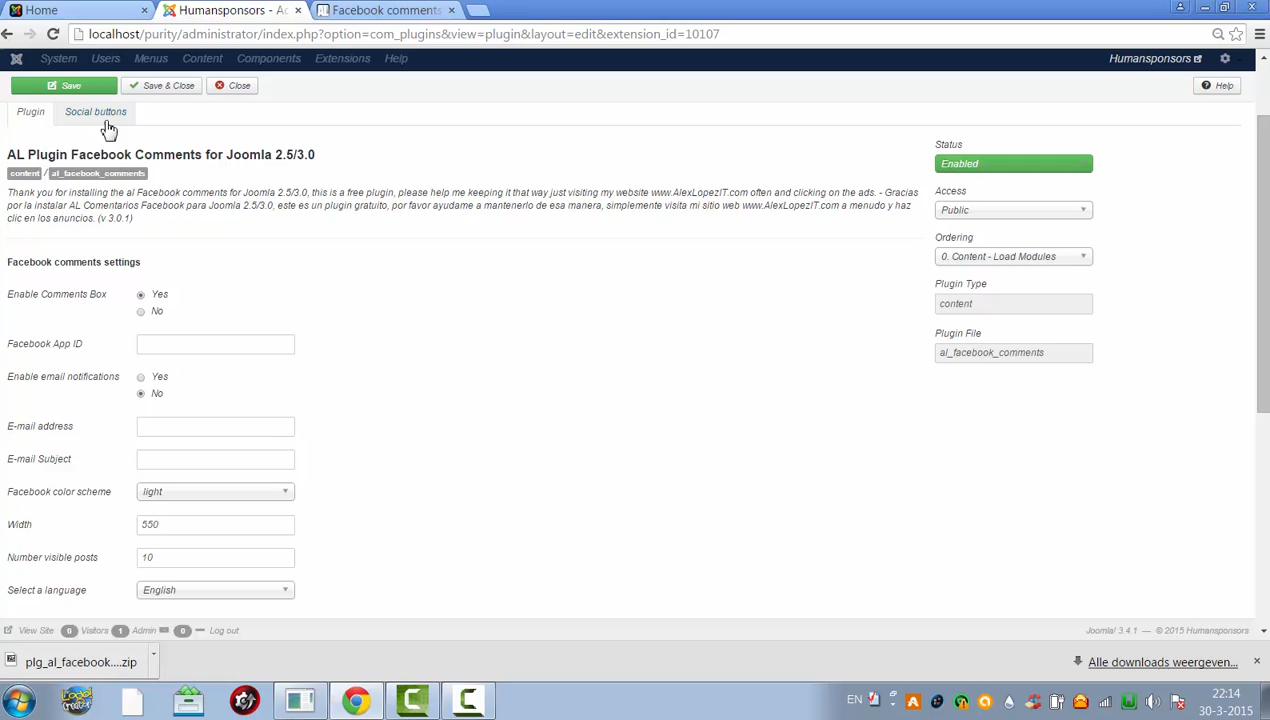 Home
Humansponsors - Ac
Facebook comments
localhost/purity/administrator/index.php?option=com_plugins&view=plugin&layout=edit&extension_id=10107
System Users Menus Content Components Extensions Help
Humansponsors
Save
Save & Close
Close
Help
Plugin
Social buttons
AL Plugin Facebook Comments for Joomla 2.5/3.0
content / al_facebook_comments
Thank you for installing the al Facebook comments for Joomla 2.5/3.0, this is a free plugin, please help me keeping it that way just visiting my website www.AlexLopezIT.com often and clicking on the ads. - Gracias
por la instalar AL Comentarios Facebook para Joomla 2.5/3.0, este es un plugin gratuito, por favor ayudame a mantenerlo de esa manera, simplemente visita mi sitio web www.AlexLopezIT.com a menudo y haz
clic en los anuncios. (v 3.0.1)
Facebook comments settings
Enable Comments Box
Yes
No
Facebook App ID
Enable email notifications
Yes
No
E-mail address
E-mail Subject
Facebook color scheme
light
Width
550
Number visible posts
10
Select a language
English
Status
Enabled
Access
Public
Ordering
0. Content - Load Modules
Plugin Type
content
Plugin File
al_facebook_comments
View Site 0 Visitors 1 Admin 0 Log out
Joomla! 3.4.1 — © 2015 Humansponsors
plg_al_facebook....zip
Alle downloads weergeven...
EN
22:14
30-3-2015